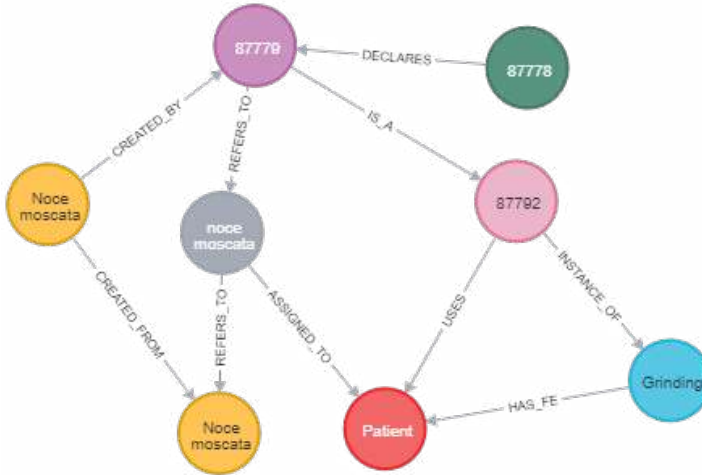 87779
DECLARES
87778
CREATED_BY
REFERS_TO
IS_A
Noce
moscata
noce
moscata
87792
CREATED_FROM
REFERS_TO
ASSIGNED_TO
USES
INSTANCE_OF
Noce
moscata
Patient
HAS_FE
Grinding